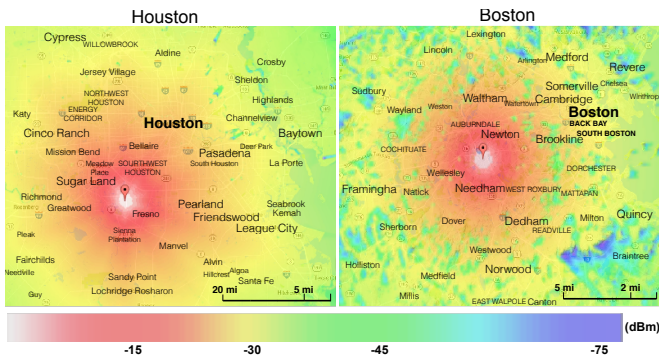 Houston
Boston
Cypress
WILLOWBROOK
Aldine
Crosby
Jersey Village
Sheldon
NORTHWEST
HOUSTON
Highlands
ENERGY
CORRIDOR
Katy
Channelview
Houston
Cinco Ranch
Baytown
Mission Bend
Bellaire
Deer Park
Pasadena
Meadow
Place
SOURTHWEST
HOUSTON
South Houston
La Porte
Sugar Land
Richmond
Greatwood
Fresno
Pearland
Friendswood
Seabrook
Kemah
Pleak
Sienna
Plantation
League City
Manvel
Fairchilds
Alvin
Needville
Hillcrest
Algoa
Sandy Point
Santa Fe
Guy
Lochridge Rosharon
20 mi
5 mi
Lexington
Lincoln
Arlington
Medford
Revere
Sudbury
Somerville
Chelsea
Waltham
Watertown
Cambridge
Winthrop
Wayland
Weston
Boston
AUBURNDALE
BACK BAY
Newton
SOUTH BOSTON
COCHITUATE
Brookline
Wellesley
DORCHESTER
Framingha
Natick
Needham
WEST ROXBURY
MATTAPAN
Sherborn
Dover
Dedham
Milton
Quincy
READVILLE
Westwood
Braintree
Holliston
Medfield
Norwood
Millis
EAST WALPOLE
Canton
5 mi
2 mi
(dBm)
-15
-30
-45
-75